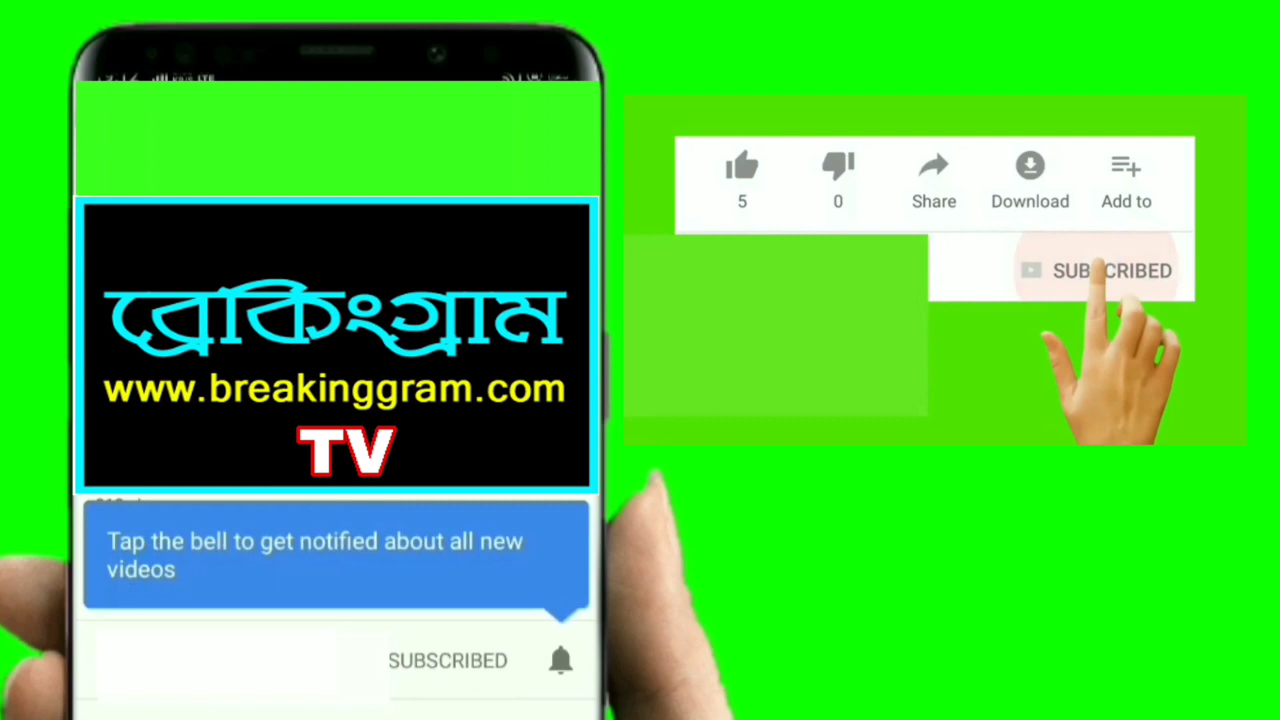 ব্রেকিংগ্রাম
www.breakinggram.com
TV
Tap the bell to get notified about all new
videos
SUBSCRIBED
5
0
Share
Download
Add to
SUBSCRIBED